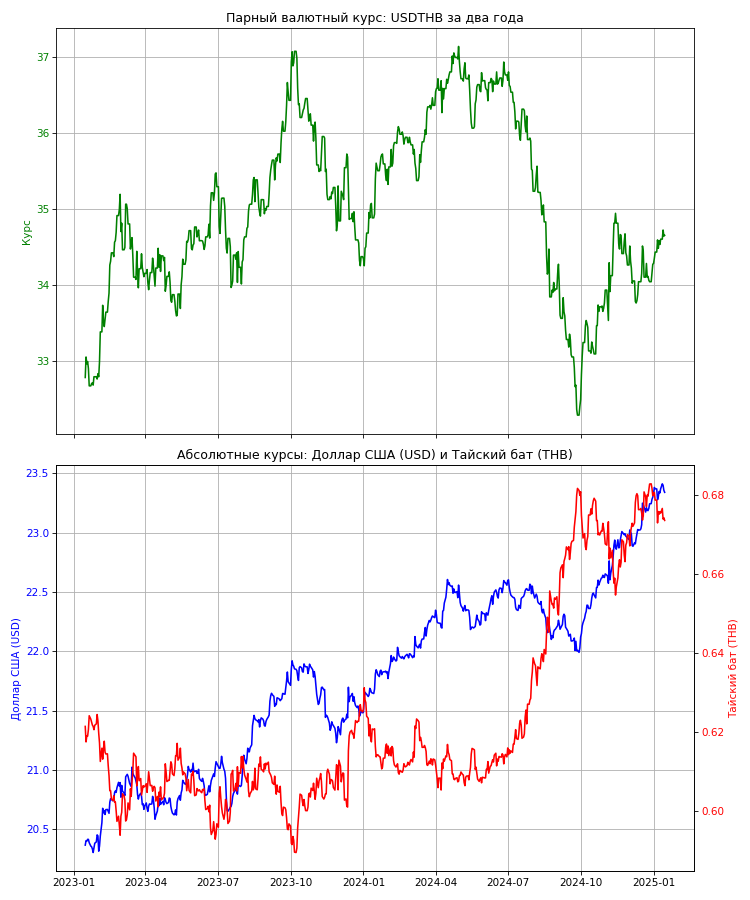 Парный валютный курс: USDTHB за два года
37
36
35
34
33
Курс
Абсолютные курсы: Доллар США (USD) и Тайский бат (THB)
23.5
23.0
22.5
22.0
21.5
21.0
20.5
Доллар США (USD)
0.68
0.66
0.64
0.62
0.60
Тайский бат (THB)
2023-01 2023-04 2023-07 2023-10 2024-01 2024-04 2024-07 2024-10 2025-01